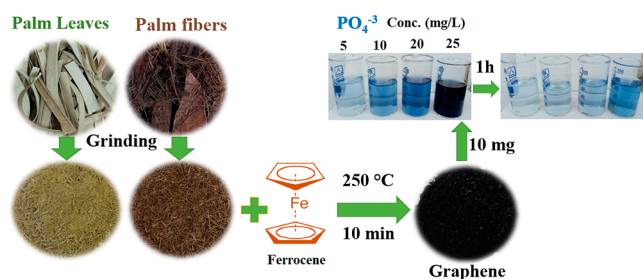 Palm Leaves
Palm fibers
PO₄⁻³ Conc. (mg/L)
5 10 20 25
1h
Grinding
10 mg
250 °C
Fe
10 min
Ferrocene
Graphene